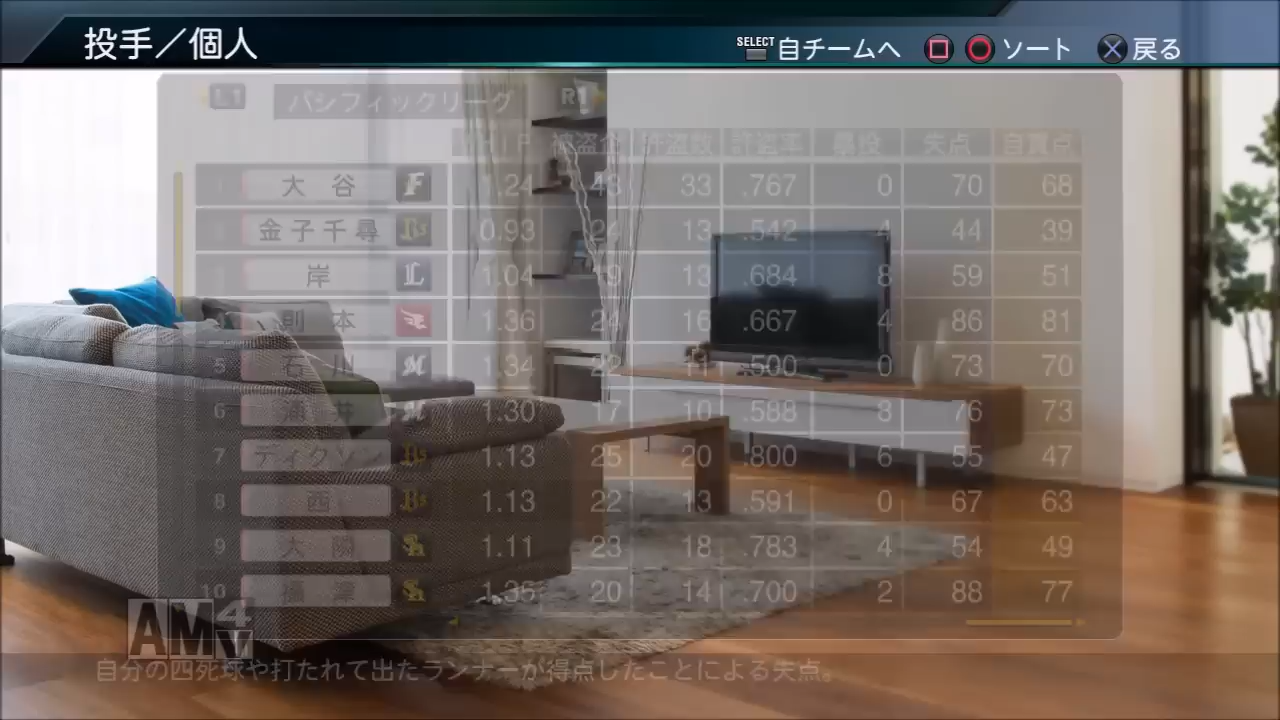 投手／個人
SELECT 自チームへ ソート 戻る
L1 パシフィックリーグ R1
被盗企 許盗数 許盗率 暴投 失点 自責点
大谷 F .24 43 33 .767 0 70 68
金子千尋 Bs 0.93 24 13 .542 4 44 39
岸 L 1.04 19 13 .684 8 59 51
則本 1.36 24 16 .667 4 86 81
5 石川 M 1.34 22 11 .500 0 73 70
6 涌井 M 1.30 17 10 .588 8 76 73
7 ディクソン Bs 1.13 25 20 .800 6 55 47
8 西 Bs 1.13 22 13 .591 0 67 63
9 大隣 1.11 23 18 .783 4 54 49
10 攝津 1.35 20 14 .700 2 88 77
AM4
自分の四死球や打たれて出たランナーが得点したことによる失点。